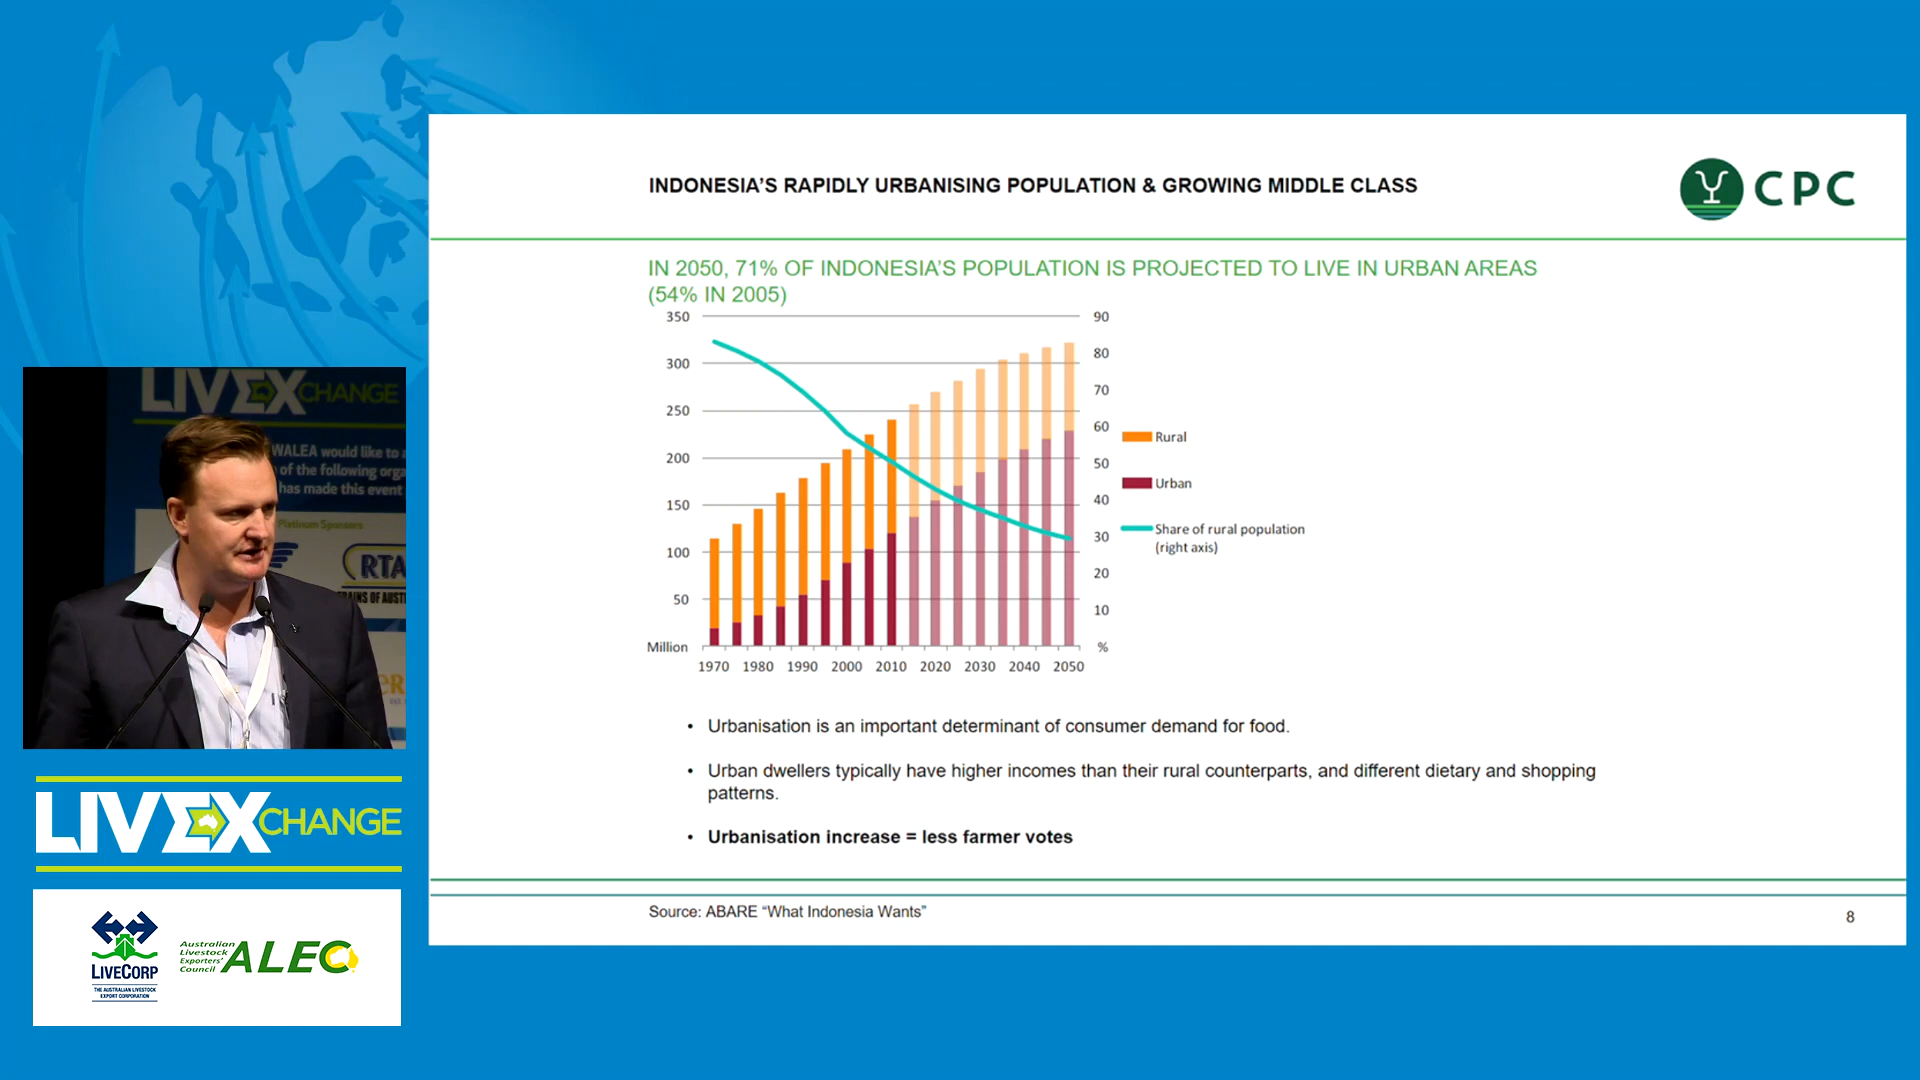 INDONESIA'S RAPIDLY URBANISING POPULATION & GROWING MIDDLE CLASS
CPC
IN 2050, 71% OF INDONESIA'S POPULATION IS PROJECTED TO LIVE IN URBAN AREAS
(54% IN 2005)
350
300
250
200
150
100
50
Million
90
80
70
60
50
40
30
20
10
%
1970 1980 1990 2000 2010 2020 2030 2040 2050
Rural
Urban
Share of rural population
(right axis)
• Urbanisation is an important determinant of consumer demand for food.
• Urban dwellers typically have higher incomes than their rural counterparts, and different dietary and shopping
patterns.
• Urbanisation increase = less farmer votes
Source: ABARE “What Indonesia Wants”
8
LIVEXCHANGE
WALEA would like to
of the following
has made this event
Platinum Sponsors
RTA
LIVEXCHANGE
LIVECORP
THE AUSTRALIAN LIVESTOCK
EXPORT CORPORATION
Australian
Livestock
Exporters'
Council
ALEC